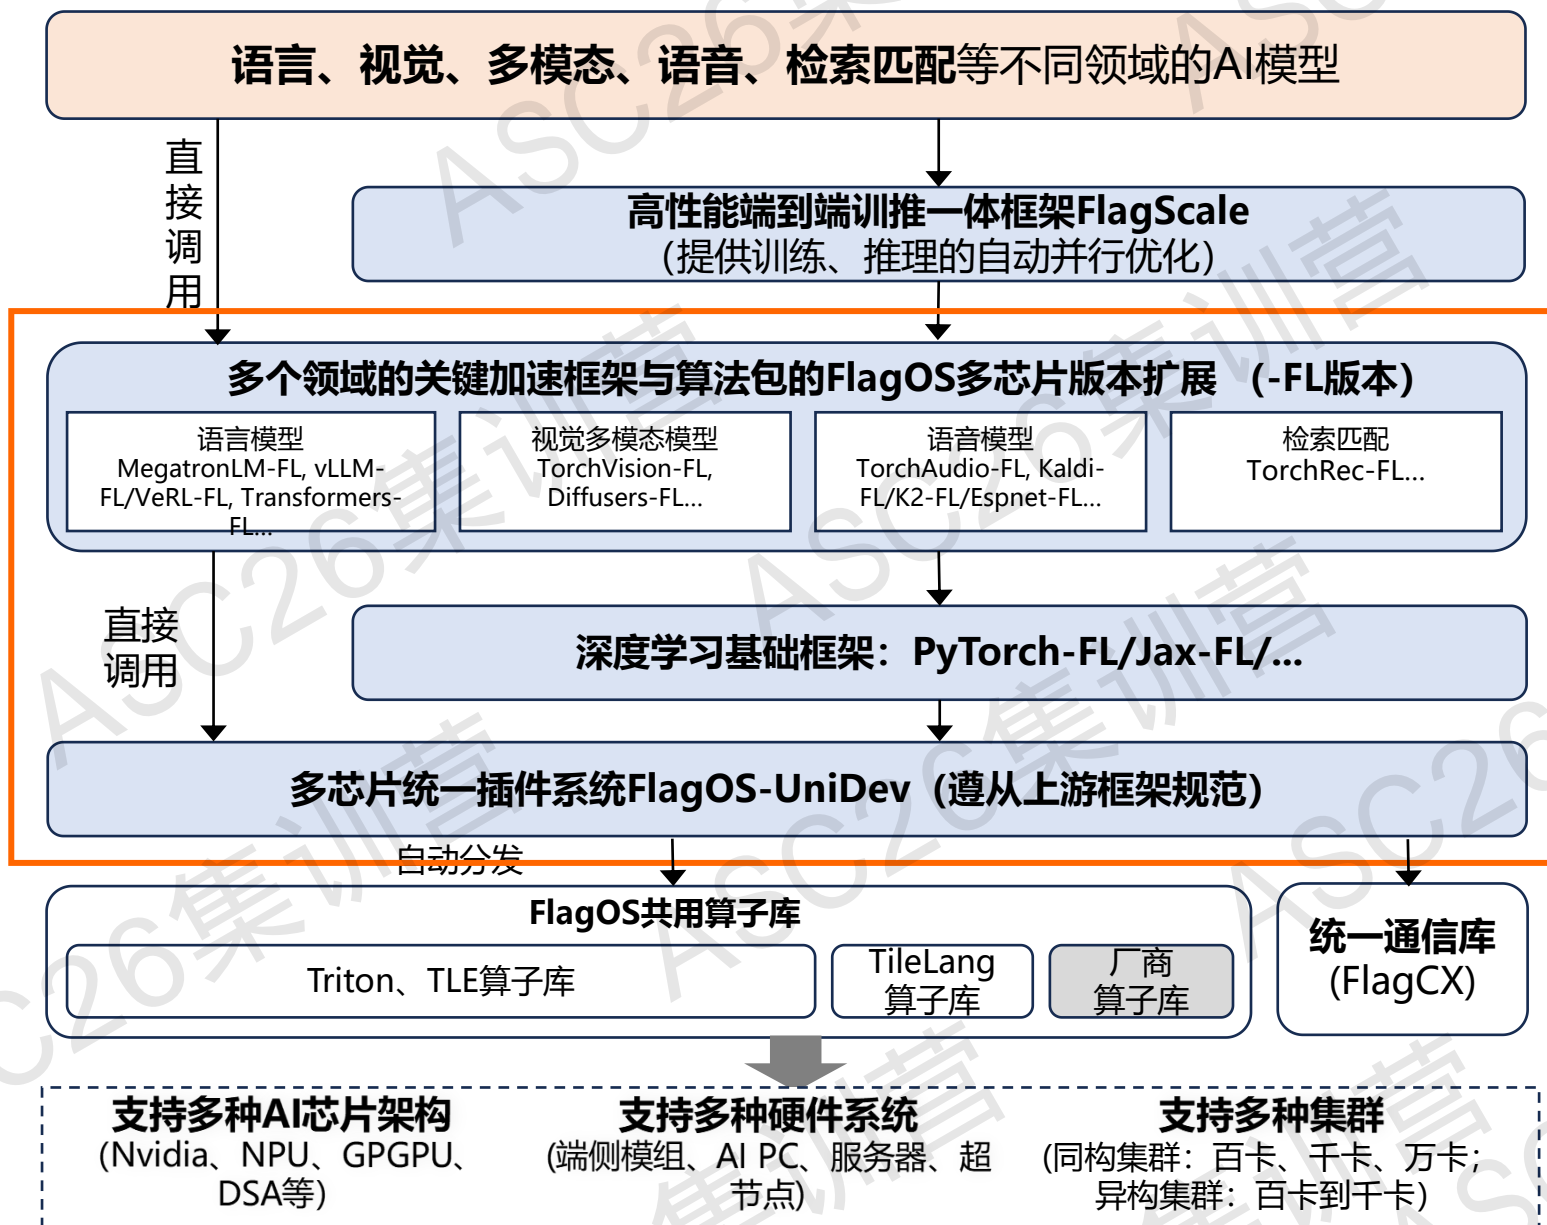 语言、视觉、多模态、语音、检索匹配等不同领域的AI模型
直接调用
高性能端到端训推一体框架FlagScale
（提供训练、推理的自动并行优化）
多个领域的关键加速框架与算法包的FlagOS多芯片版本扩展 （-FL版本）
语言模型
MegatronLM-FL, vLLM-
FL/VeRL-FL, Transformers-
FL...
视觉多模态模型
TorchVision-FL,
Diffusers-FL...
语音模型
TorchAudio-FL, Kaldi-
FL/K2-FL/Espnet-FL...
检索匹配
TorchRec-FL...
直接
调用
深度学习基础框架：PyTorch-FL/Jax-FL/...
多芯片统一插件系统FlagOS-UniDev（遵从上游框架规范）
自动分发
FlagOS共用算子库
Triton、TLE算子库
TileLang
算子库
厂商
算子库
统一通信库
(FlagCX)
支持多种AI芯片架构
(Nvidia、NPU、GPGPU、
DSA等)
支持多种硬件系统
(端侧模组、AI PC、服务器、超
节点)
支持多种集群
(同构集群：百卡、千卡、万卡；
异构集群：百卡到千卡）
ASC26集训营